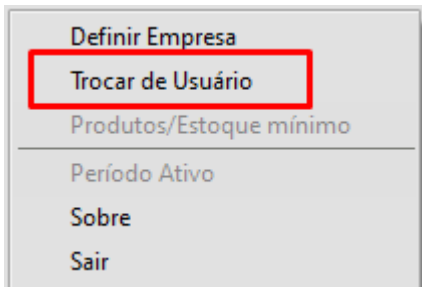 Definir Empresa
Trocar de Usuário
Produtos/Estoque mínimo
Período Ativo
Sobre
Sair